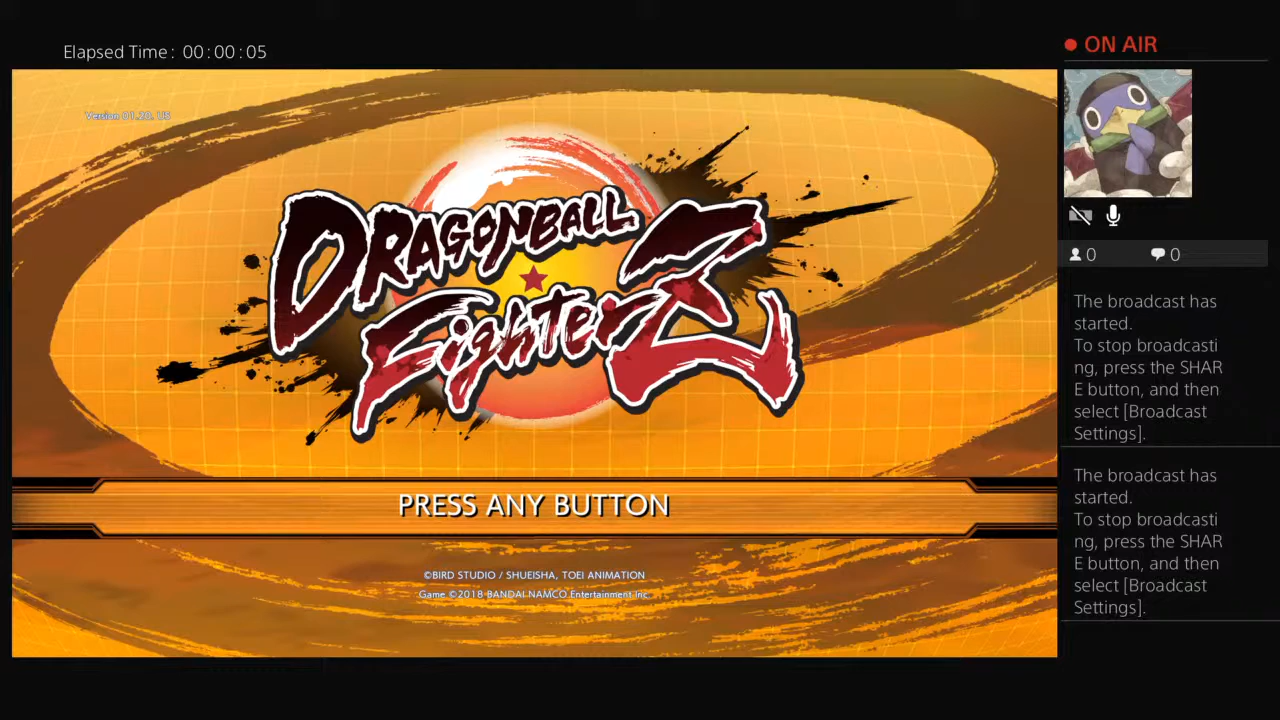 Elapsed Time: 00:00:05
ON AIR
Version 01.20. US
DRAGONBALL
FighterZ
0
0
The broadcast has
started.
To stop broadcasti
ng, press the SHAR
E button, and then
select [Broadcast
Settings].
The broadcast has
started.
To stop broadcasti
ng, press the SHAR
E button, and then
select [Broadcast
Settings].
PRESS ANY BUTTON
©BIRD STUDIO / SHUEISHA, TOEI ANIMATION
Game ©2018 BANDAI NAMCO Entertainment Inc.